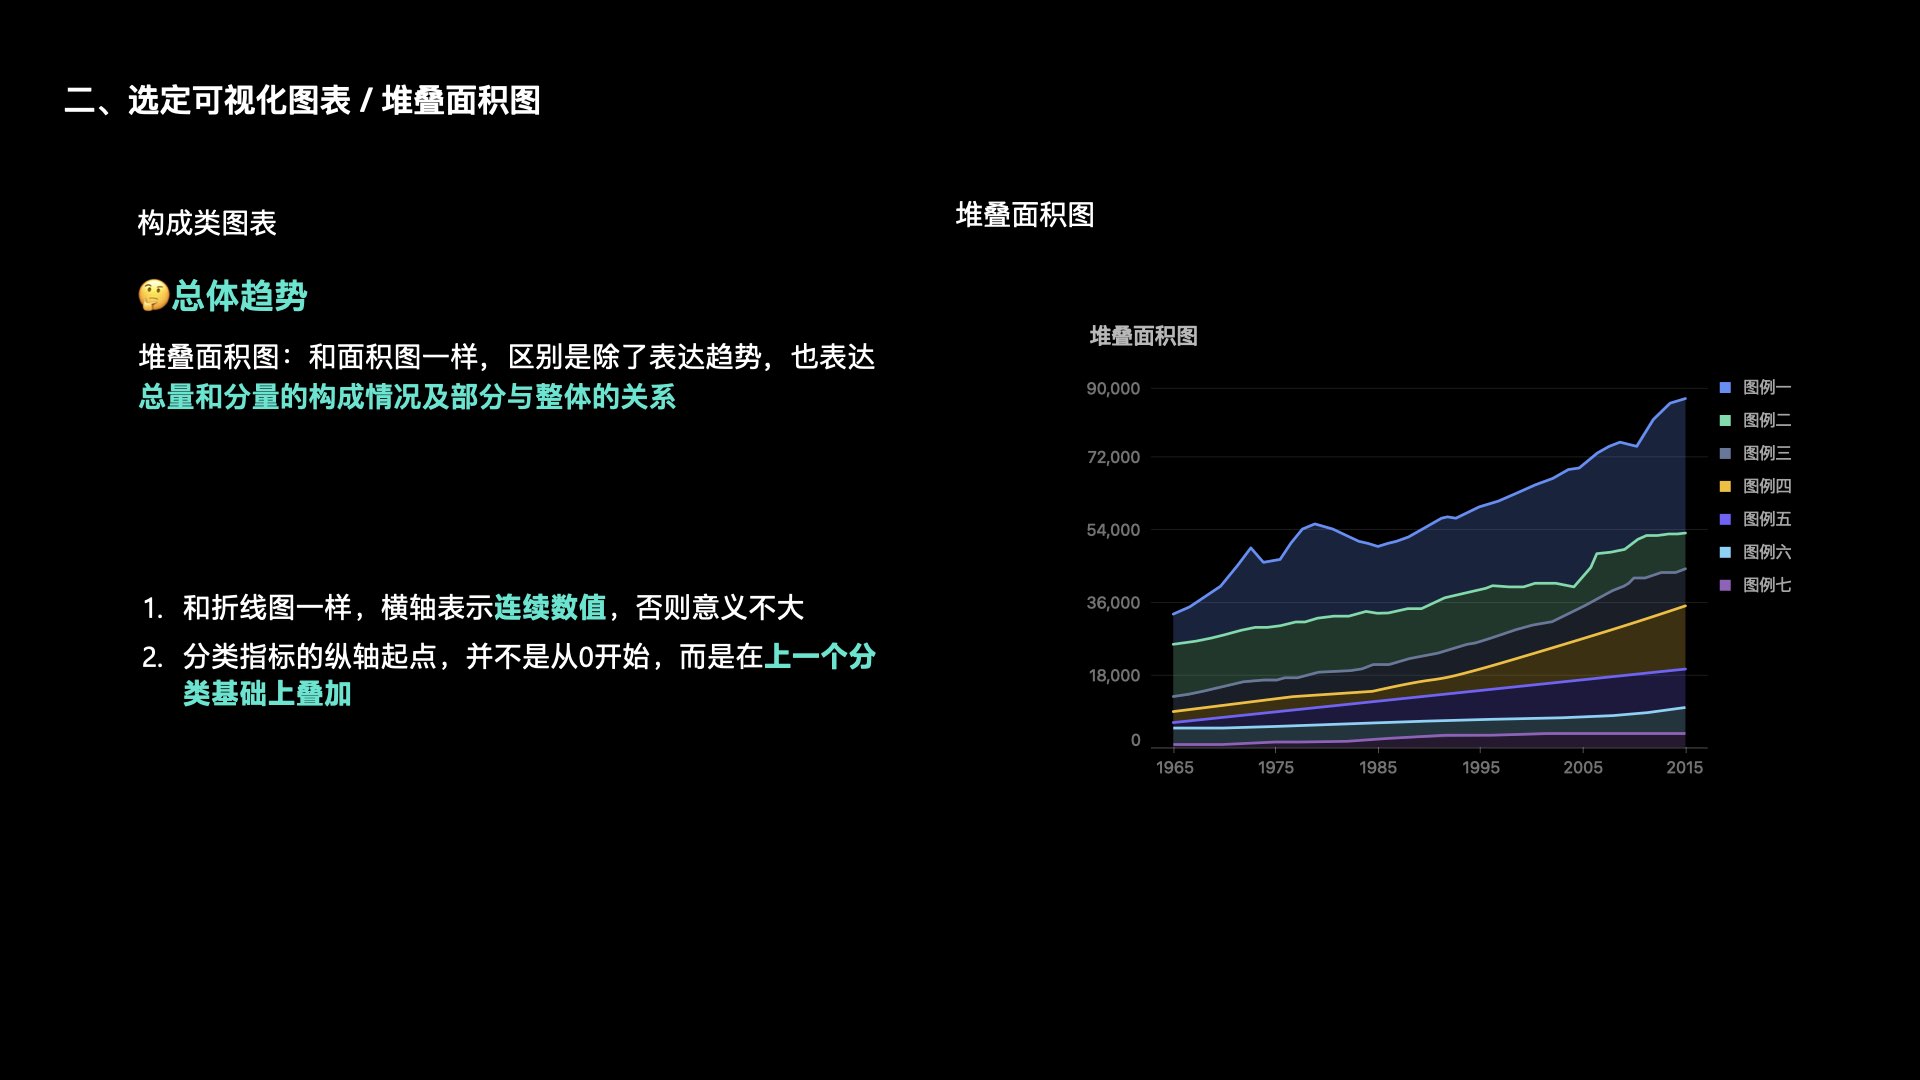 二、选定可视化图表 / 堆叠面积图
构成类图表
🤔总体趋势
堆叠面积图：和面积图一样，区别是除了表达趋势，也表达
总量和分量的构成情况及部分与整体的关系
1. 和折线图一样，横轴表示连续数值，否则意义不大
2. 分类指标的纵轴起点，并不是从0开始，而是在上一个分
类基础上叠加
堆叠面积图
堆叠面积图
90,000
72,000
54,000
36,000
18,000
0
1965 1975 1985 1995 2005 2015
图例一
图例二
图例三
图例四
图例五
图例六
图例七